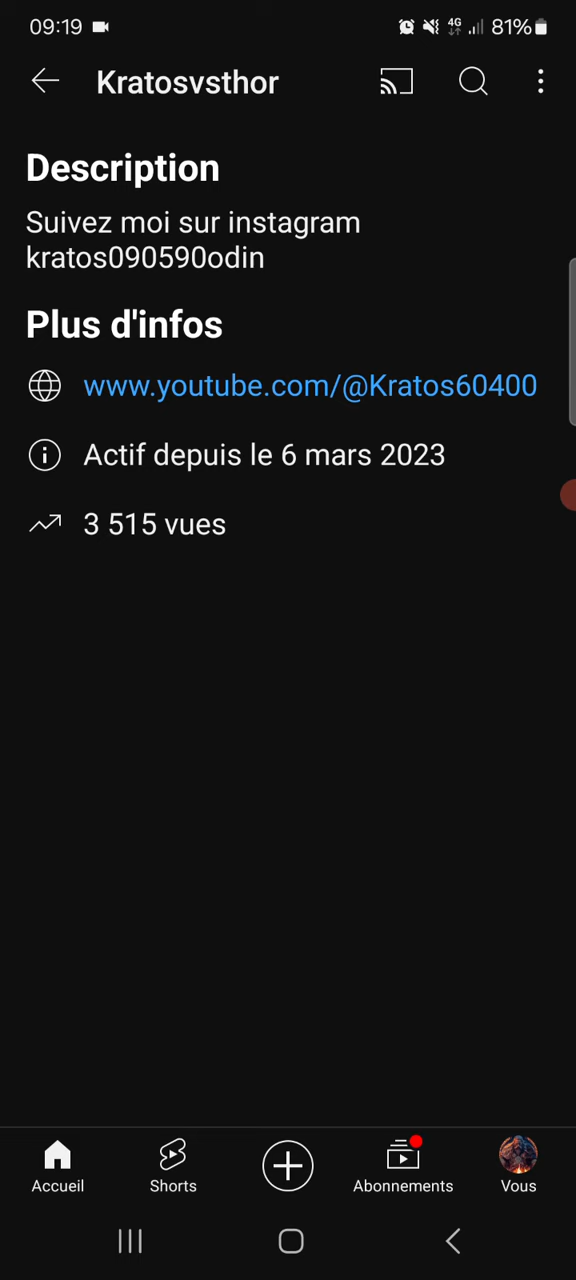 09:19 4G 81%
Kratosvsthor
Description
Suivez moi sur instagram
kratos090590odin
Plus d'infos
www.youtube.com/@Kratos60400
Actif depuis le 6 mars 2023
3 515 vues
Accueil Shorts Abonnements Vous